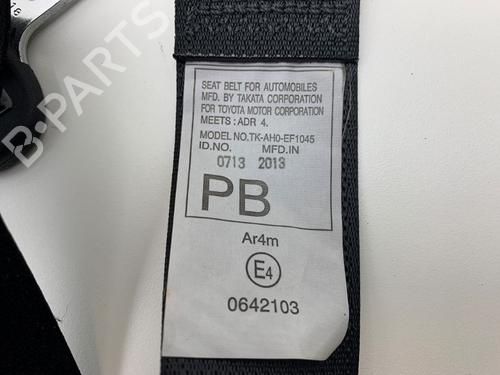 SEAT BELT FOR AUTOMOBILES
MFD. BY TAKATA CORPORATION
FOR TOYOTA MOTOR CORPORATION
MEETS : ADR 4.
MODEL NO.TK-AH0-EF1045
ID.NO. MFD.IN
0713 2013
PB
Ar4m
E4
0642103
B-PARTS